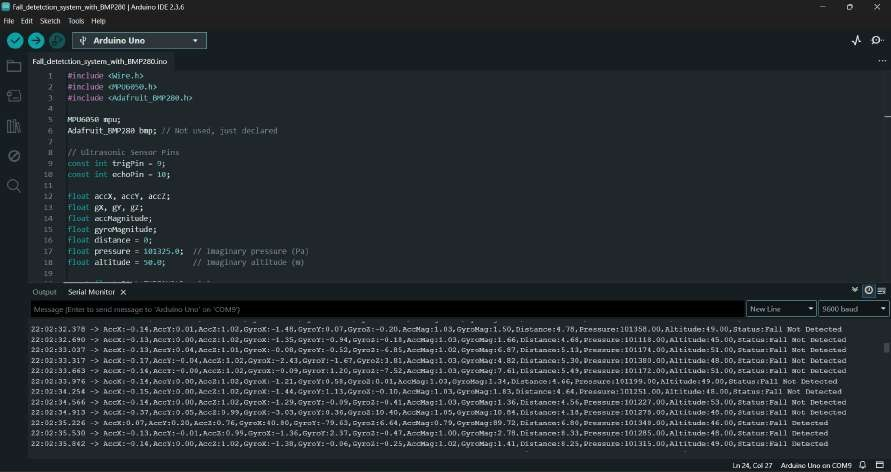 Fall_detetction_system_with_BMP280 | Arduino IDE 2.3.6
File Edit Sketch Tools Help
Arduino Uno
Fall_detetction_system_with_BMP280.ino
1 #include <Wire.h>
2 #include <MPU6050.h>
3 #include <Adafruit_BMP280.h>
4
5 MPU6050 mpu;
6 Adafruit_BMP280 bmp; // Not used, just declared
7
8 // Ultrasonic Sensor Pins
9 const int trigPin = 9;
10 const int echoPin = 10;
11
12 float accX, accY, accZ;
13 float gX, gY, gZ;
14 float accMagnitude;
15 float gyroMagnitude;
16 float distance = 0;
17 float pressure = 101325.0; // Imaginary pressure (Pa)
18 float altitude = 50.0; // Imaginary altitude (m)
19
Output Serial Monitor
Message (Enter to send message to 'Arduino Uno' on 'COM9')
New Line
9600 baud
22:02:32.378 -> AccX:-0.14,AccY:0.01,AccZ:1.02,GyroX:-1.48,GyroY:0.07,GyroZ:-0.20,AccMag:1.03,GyroMag:1.50,Distance:4.78,Pressure:101358.00,Altitude:49.00,Status:Fall Not Detected
22:02:32.690 -> AccX:-0.13,AccY:0.00,AccZ:1.02,GyroX:-1.35,GyroY:-0.94,GyroZ:-0.18,AccMag:1.03,GyroMag:1.66,Distance:4.68,Pressure:101118.00,Altitude:45.00,Status:Fall Not Detected
22:02:33.037 -> AccX:-0.13,AccY:0.04,AccZ:1.01,GyroX:-0.08,GyroY:-0.52,GyroZ:-6.85,AccMag:1.02,GyroMag:6.87,Distance:5.13,Pressure:101174.00,Altitude:51.00,Status:Fall Not Detected
22:02:33.317 -> AccX:-0.17,AccY:-0.04,AccZ:1.02,GyroX:-2.43,GyroY:-1.67,GyroZ:3.81,AccMag:1.03,GyroMag:4.82,Distance:5.30,Pressure:101380.00,Altitude:48.00,Status:Fall Not Detected
22:02:33.663 -> AccX:-0.14,AccY:-0.00,AccZ:1.02,GyroX:-0.09,GyroY:1.20,GyroZ:-7.52,AccMag:1.03,GyroMag:7.61,Distance:5.49,Pressure:101172.00,Altitude:51.00,Status:Fall Not Detected
22:02:33.976 -> AccX:-0.14,AccY:0.00,AccZ:1.02,GyroX:-1.21,GyroY:0.58,GyroZ:0.01,AccMag:1.03,GyroMag:1.34,Distance:4.66,Pressure:101199.00,Altitude:49.00,Status:Fall Not Detected
22:02:34.254 -> AccX:-0.15,AccY:0.00,AccZ:1.02,GyroX:-1.44,GyroY:1.13,GyroZ:-0.10,AccMag:1.03,GyroMag:1.83,Distance:4.64,Pressure:101251.00,Altitude:48.00,Status:Fall Not Detected
22:02:34.566 -> AccX:-0.14,AccY:0.00,AccZ:1.02,GyroX:-1.29,GyroY:-0.09,GyroZ:-0.41,AccMag:1.03,GyroMag:1.36,Distance:4.56,Pressure:101227.00,Altitude:53.00,Status:Fall Not Detected
22:02:34.913 -> AccX:-0.37,AccY:0.05,AccZ:0.99,GyroX:-3.03,GyroY:0.36,GyroZ:10.40,AccMag:1.05,GyroMag:10.84,Distance:4.18,Pressure:101278.00,Altitude:48.00,Status:Fall Not Detected
22:02:35.226 -> AccX:0.07,AccY:0.20,AccZ:0.76,GyroX:40.80,GyroY:-79.63,GyroZ:6.64,AccMag:0.79,GyroMag:89.72,Distance:6.80,Pressure:101348.00,Altitude:46.00,Status:Fall Detected
22:02:35.530 -> AccX:-0.13,AccY:-0.01,AccZ:0.99,GyroX:-1.36,GyroY:2.37,GyroZ:-0.47,AccMag:1.00,GyroMag:2.78,Distance:8.33,Pressure:101285.00,Altitude:48.00,Status:Fall Detected
22:02:35.842 -> AccX:-0.14,AccY:0.00,AccZ:1.02,GyroX:-1.38,GyroY:-0.06,GyroZ:-0.25,AccMag:1.02,GyroMag:1.41,Distance:8.25,Pressure:101315.00,Altitude:49.00,Status:Fall Detected
Ln 24, Col 27 Arduino Uno on COM9